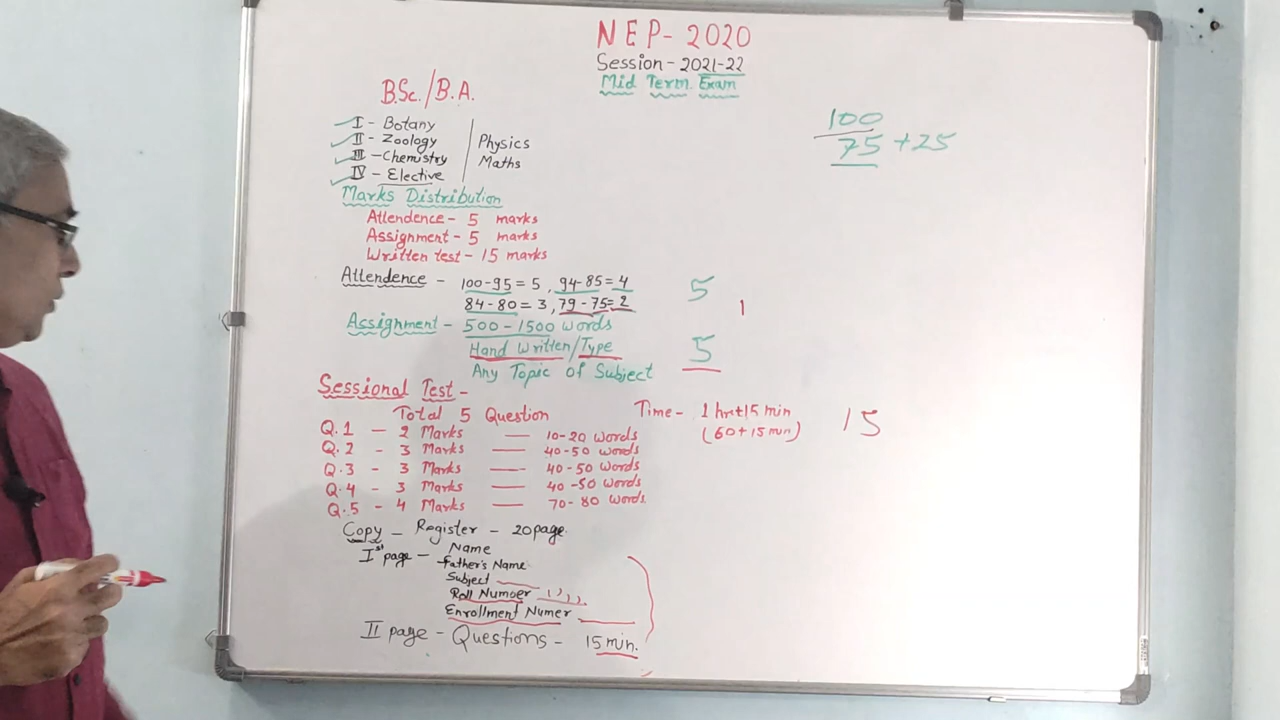 NEP-2020
Session-2021-22
Mid Term. Exam
B.Sc./B.A.
100
75 + 25
I - Botany
II - Zoology
III - Chemistry
IV - Elective
Physics
Maths
Marks Distribution
Attendence - 5 marks
Assignment - 5 marks
Written test - 15 marks
Attendence - 100-95 = 5, 94-85 = 4
84-80 = 3, 79-75 = 2
5
1
Assignment - 500-1500 words
Hand Written/Type
5
Any Topic of Subject
Sessional Test -
Total 5 Question
Time - 1 hr+15 min
(60+15 min)
15
Q.1 - 2 Marks — 10-20 words
Q.2 - 3 Marks — 40-50 words
Q.3 - 3 Marks — 40-50 words
Q.4 - 3 Marks — 40-50 words
Q.5 - 4 Marks — 70-80 words
Copy - Register - 20 page
Ist page - Name
Father's Name
Subject
Roll Number
Enrollment Numer
II page - Questions - 15 min.